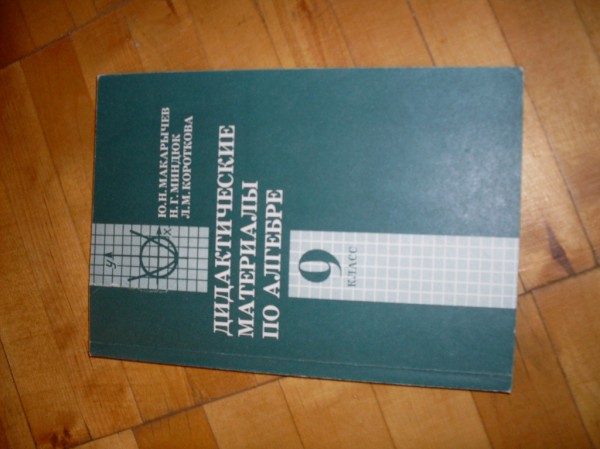 Ю.Н. МАКАРЫЧЕВ
Н.Г. МИНДЮК
Л.М. КОРОТКОВА
y
x
ДИДАКТИЧЕСКИЕ
МАТЕРИАЛЫ
ПО АЛГЕБРЕ
9
КЛАСС